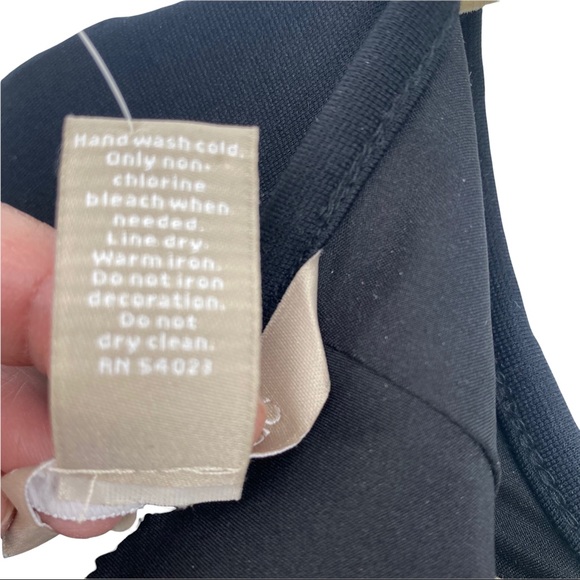 Hand wash cold.
Only non-
chlorine
bleach when
needed.
Line dry.
Warm iron.
Do not iron
decoration.
Do not
dry clean.
RN 54023